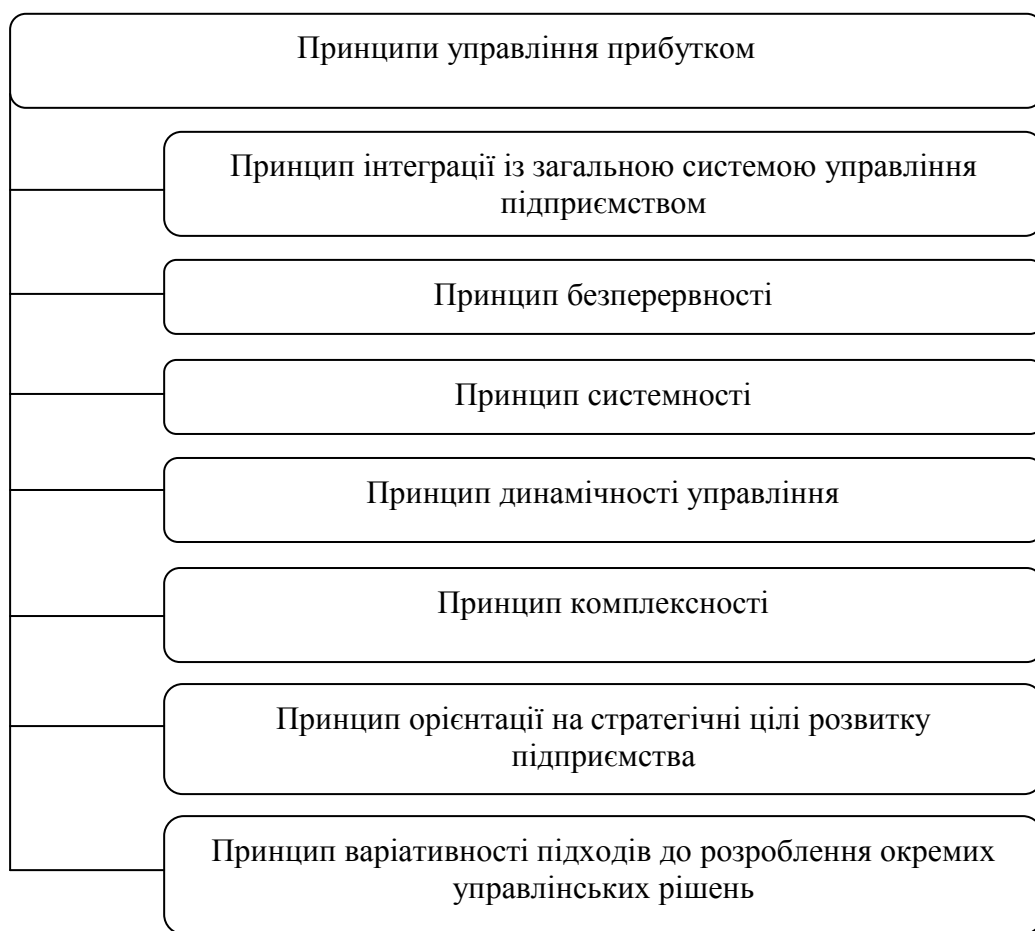 Принципи управління прибутком
Принцип інтеграції із загальною системою управління
підприємством
Принцип безперервності
Принцип системності
Принцип динамічності управління
Принцип комплексності
Принцип орієнтації на стратегічні цілі розвитку
підприємства
Принцип варіативності підходів до розроблення окремих
управлінських рішень